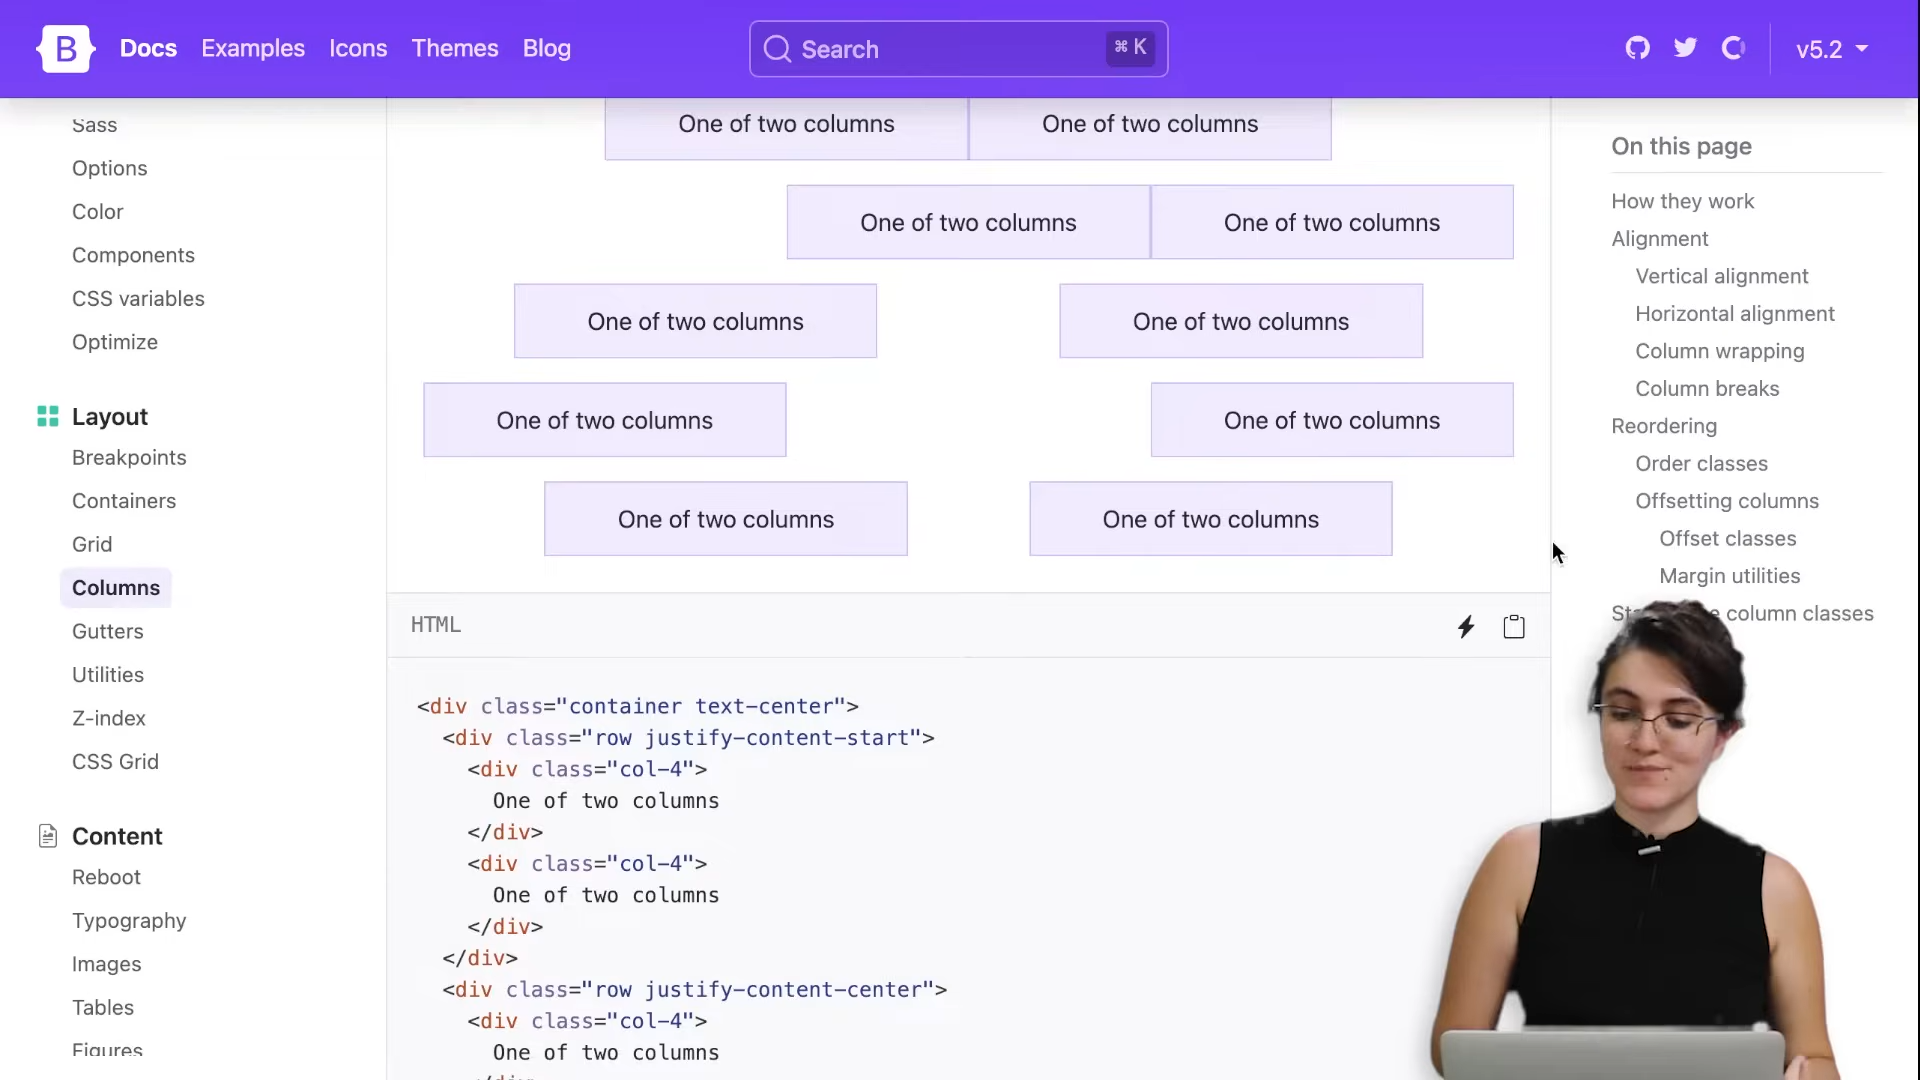 B Docs Examples Icons Themes Blog Search ⌘ K v5.2
Sass
Options
Color
Components
CSS variables
Optimize
Layout
Breakpoints
Containers
Grid
Columns
Gutters
Utilities
Z-index
CSS Grid
Content
Reboot
Typography
Images
Tables
Figures
One of two columns One of two columns
One of two columns One of two columns
One of two columns One of two columns
One of two columns One of two columns
One of two columns One of two columns
HTML
<div class="container text-center">
<div class="row justify-content-start">
<div class="col-4">
One of two columns
</div>
<div class="col-4">
One of two columns
</div>
</div>
<div class="row justify-content-center">
<div class="col-4">
One of two columns
</div>
On this page
How they work
Alignment
Vertical alignment
Horizontal alignment
Column wrapping
Column breaks
Reordering
Order classes
Offsetting columns
Offset classes
Margin utilities
column classes